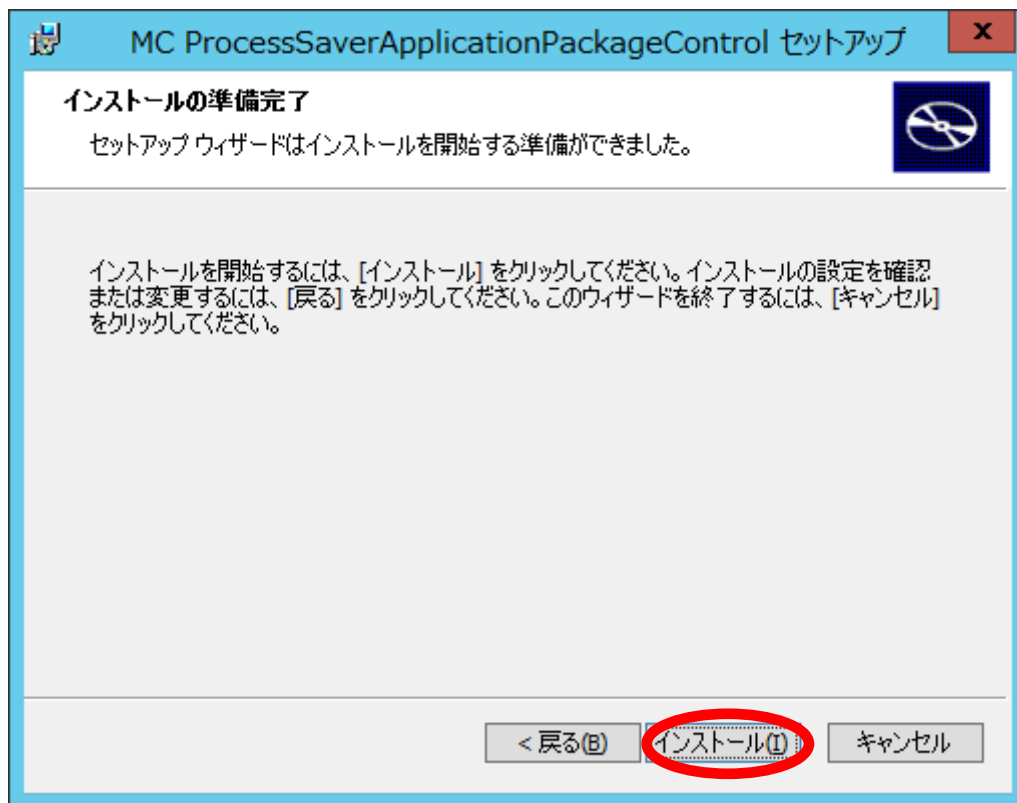 MC ProcessSaverApplicationPackageControl セットアップ
x
インストールの準備完了
セットアップ ウィザードはインストールを開始する準備ができました。
インストールを開始するには、[インストール] をクリックしてください。インストールの設定を確認
または変更するには、[戻る] をクリックしてください。このウィザードを終了するには、[キャンセル]
をクリックしてください。
< 戻る(B) インストール(I) キャンセル